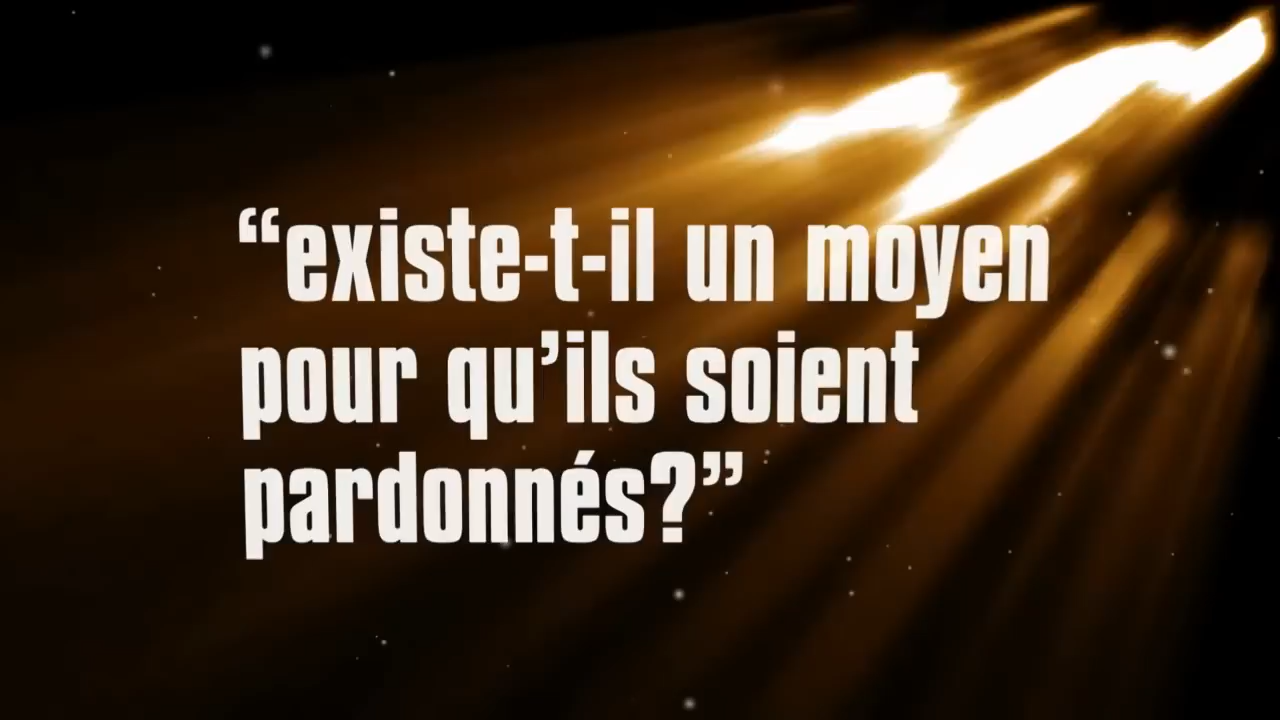 “existe-t-il un moyen
pour qu’ils soient
pardonnés?”